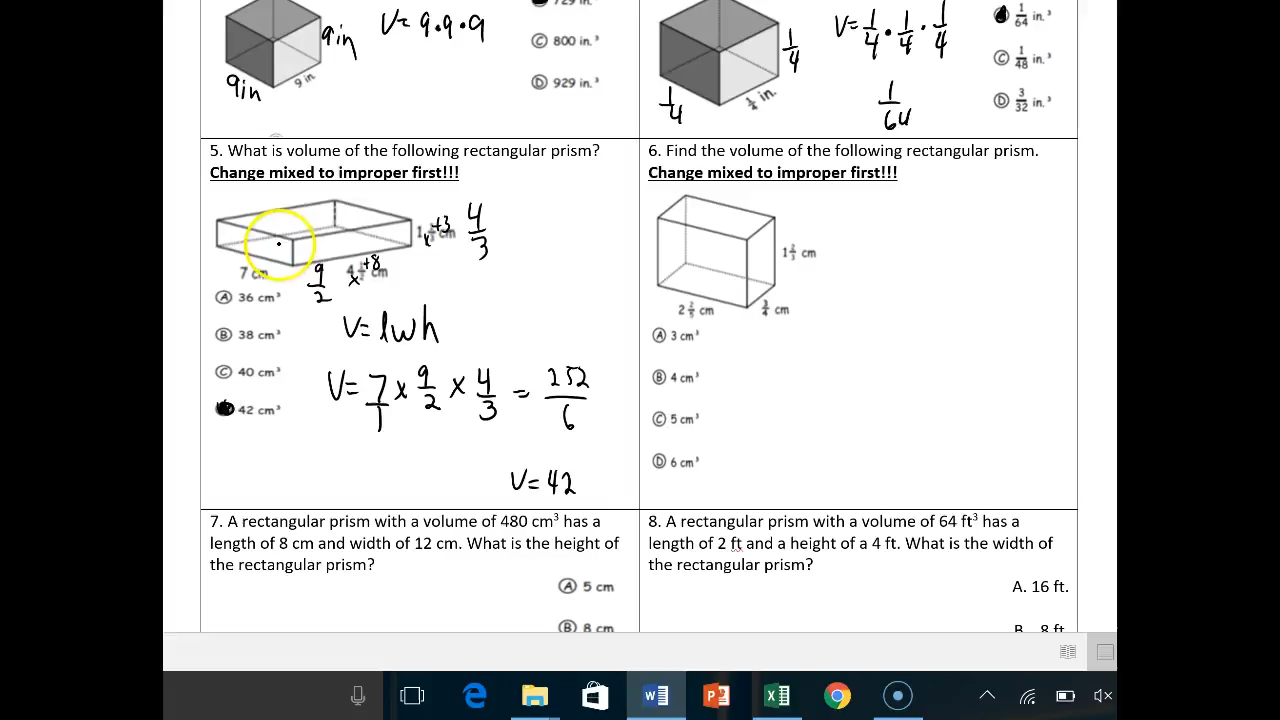 729 in.³
9in
V= 9•9•9
C 800 in.³
9in
9 in.
D 929 in.³
1/64 in.³
V= 1/4 • 1/4 • 1/4
1/4
C 1/48 in.³
1/4
1/4 in.
1/64
D 3/32 in.³
5. What is volume of the following rectangular prism?
Change mixed to improper first!!!
+3
x
cm
4/3
7 cm
9/2
+8
x
cm
A 36 cm³
B 38 cm³
V= lwh
C 40 cm³
V= 7/1 x 9/2 x 4/3 = 252/6
42 cm³
V= 42
6. Find the volume of the following rectangular prism.
Change mixed to improper first!!!
1 2/3 cm
2 2/5 cm
3/4 cm
A 3 cm³
B 4 cm³
C 5 cm³
D 6 cm³
7. A rectangular prism with a volume of 480 cm³ has a
length of 8 cm and width of 12 cm. What is the height of
the rectangular prism?
A 5 cm
B 8 cm
8. A rectangular prism with a volume of 64 ft³ has a
length of 2 ft and a height of a 4 ft. What is the width of
the rectangular prism?
A. 16 ft.
B. 8 ft.